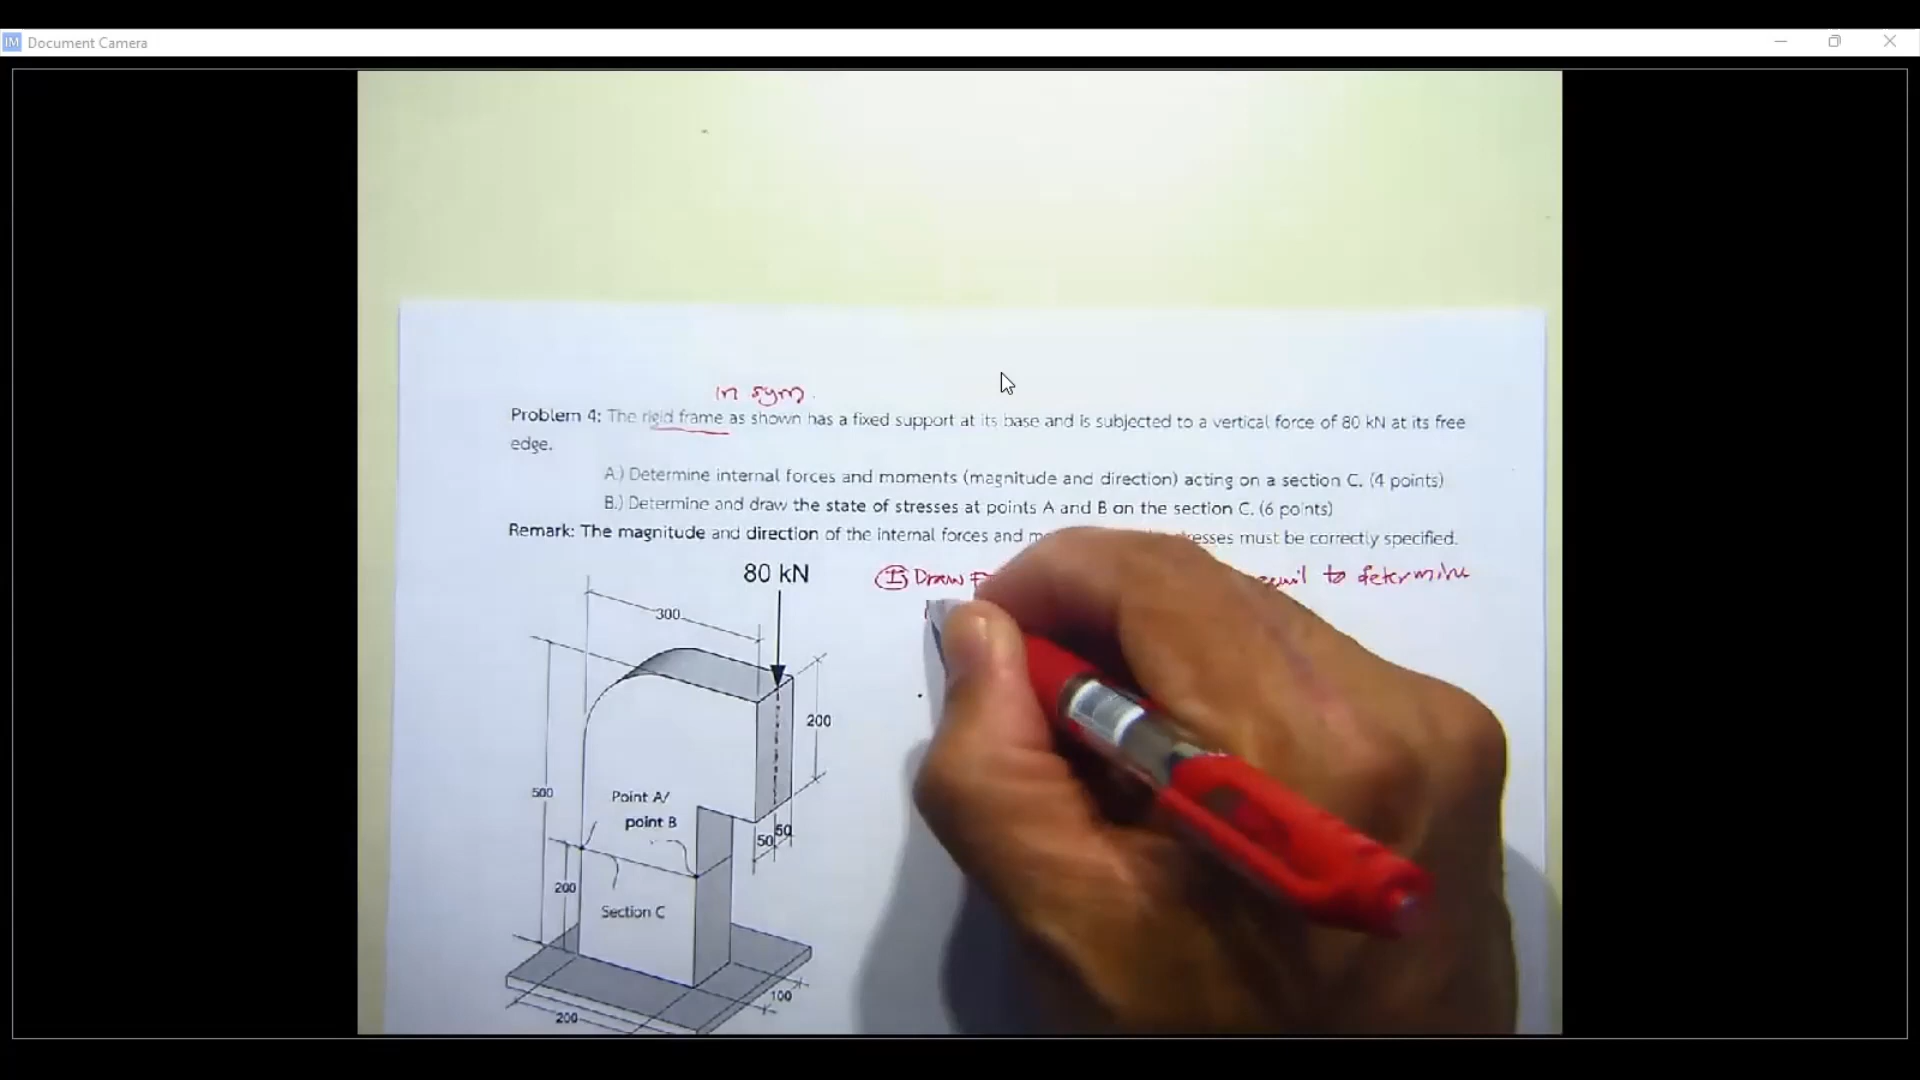 Document Camera
in sym.
Problem 4: The rigid frame as shown has a fixed support at its base and is subjected to a vertical force of 80 kN at its free
edge.
A.) Determine internal forces and moments (magnitude and direction) acting on a section C. (4 points)
B.) Determine and draw the state of stresses at points A and B on the section C. (6 points)
Remark: The magnitude and direction of the internal forces and stresses must be correctly specified.
① Draw to determine
80 kN
300
200
500
Point A/
point B
50
50
200
Section C
100
200